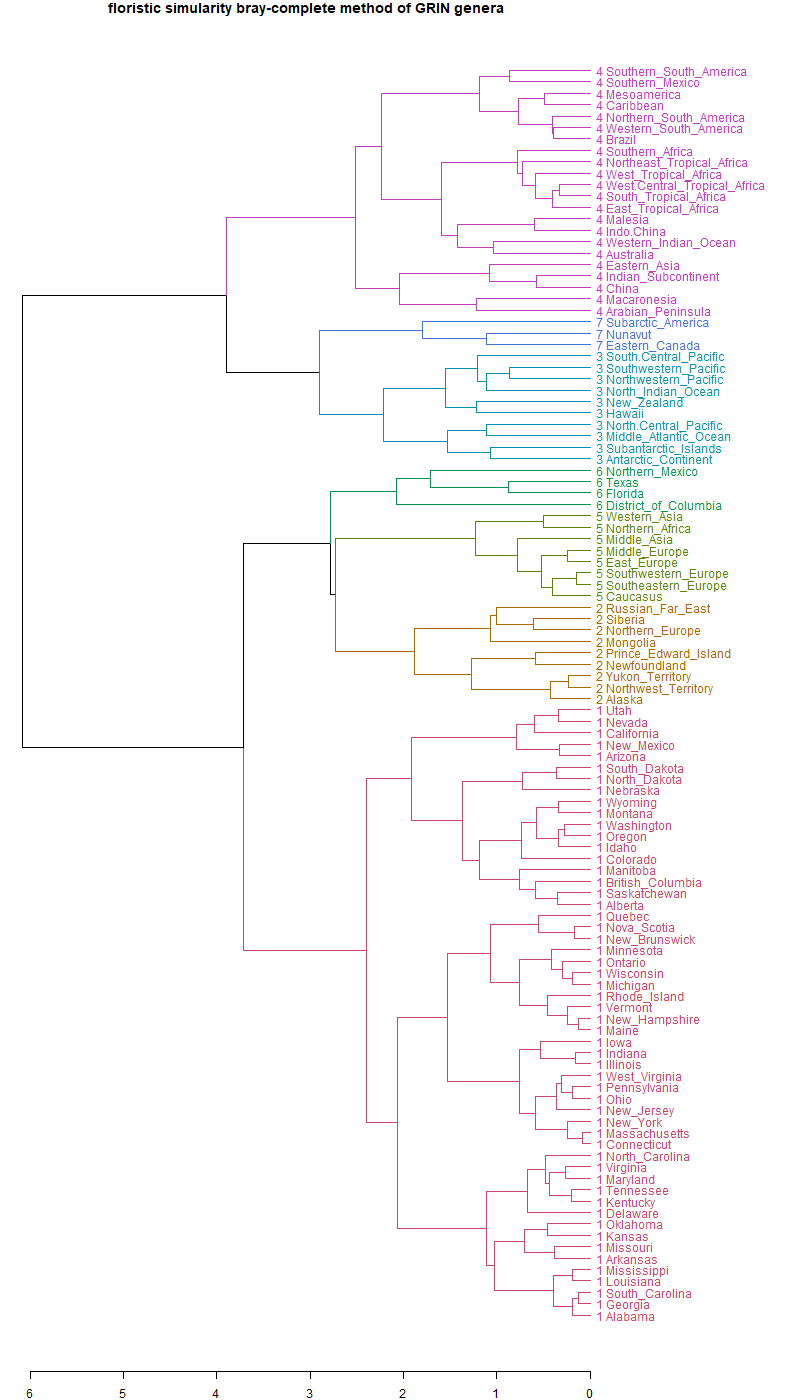 floristic simularity bray-complete method of GRIN genera
4 Southern_South_America
4 Southern_Mexico
4 Mesoamerica
4 Caribbean
4 Northern_South_America
4 Western_South_America
4 Brazil
4 Southern_Africa
4 Northeast_Tropical_Africa
4 West_Tropical_Africa
4 West.Central_Tropical_Africa
4 South_Tropical_Africa
4 East_Tropical_Africa
4 Malesia
4 Indo.China
4 Western_Indian_Ocean
4 Australia
4 Eastern_Asia
4 Indian_Subcontinent
4 China
4 Macaronesia
4 Arabian_Peninsula
7 Subarctic_America
7 Nunavut
7 Eastern_Canada
3 South.Central_Pacific
3 Southwestern_Pacific
3 Northwestern_Pacific
3 North_Indian_Ocean
3 New_Zealand
3 Hawaii
3 North.Central_Pacific
3 Middle_Atlantic_Ocean
3 Subantarctic_Islands
3 Antarctic_Continent
6 Northern_Mexico
6 Texas
6 Florida
6 District_of_Columbia
5 Western_Asia
5 Northern_Africa
5 Middle_Asia
5 Middle_Europe
5 East_Europe
5 Southwestern_Europe
5 Southeastern_Europe
5 Caucasus
2 Russian_Far_East
2 Siberia
2 Northern_Europe
2 Mongolia
2 Prince_Edward_Island
2 Newfoundland
2 Yukon_Territory
2 Northwest_Territory
2 Alaska
1 Utah
1 Nevada
1 California
1 New_Mexico
1 Arizona
1 South_Dakota
1 North_Dakota
1 Nebraska
1 Wyoming
1 Montana
1 Washington
1 Oregon
1 Idaho
1 Colorado
1 Manitoba
1 British_Columbia
1 Saskatchewan
1 Alberta
1 Quebec
1 Nova_Scotia
1 New_Brunswick
1 Minnesota
1 Ontario
1 Wisconsin
1 Michigan
1 Rhode_Island
1 Vermont
1 New_Hampshire
1 Maine
1 Iowa
1 Indiana
1 Illinois
1 West_Virginia
1 Pennsylvania
1 Ohio
1 New_Jersey
1 New_York
1 Massachusetts
1 Connecticut
1 North_Carolina
1 Virginia
1 Maryland
1 Tennessee
1 Kentucky
1 Delaware
1 Oklahoma
1 Kansas
1 Missouri
1 Arkansas
1 Mississippi
1 Louisiana
1 South_Carolina
1 Georgia
1 Alabama
6 5 4 3 2 1 0